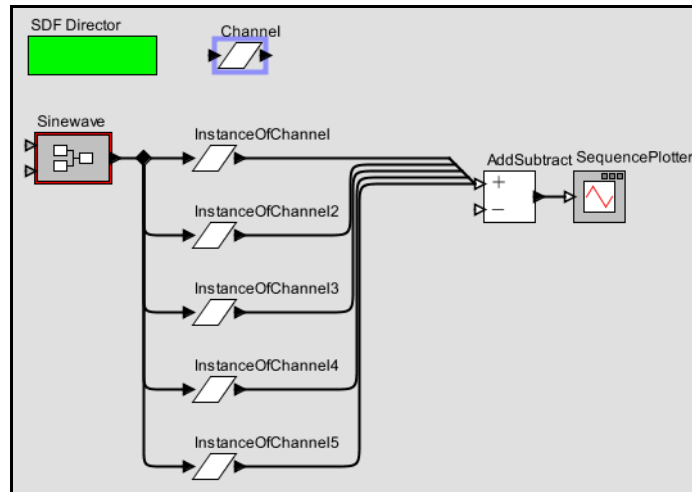 SDF Director
Channel
Sinewave
InstanceOfChannel
AddSubtract
SequencePlotter
InstanceOfChannel2
InstanceOfChannel3
InstanceOfChannel4
InstanceOfChannel5